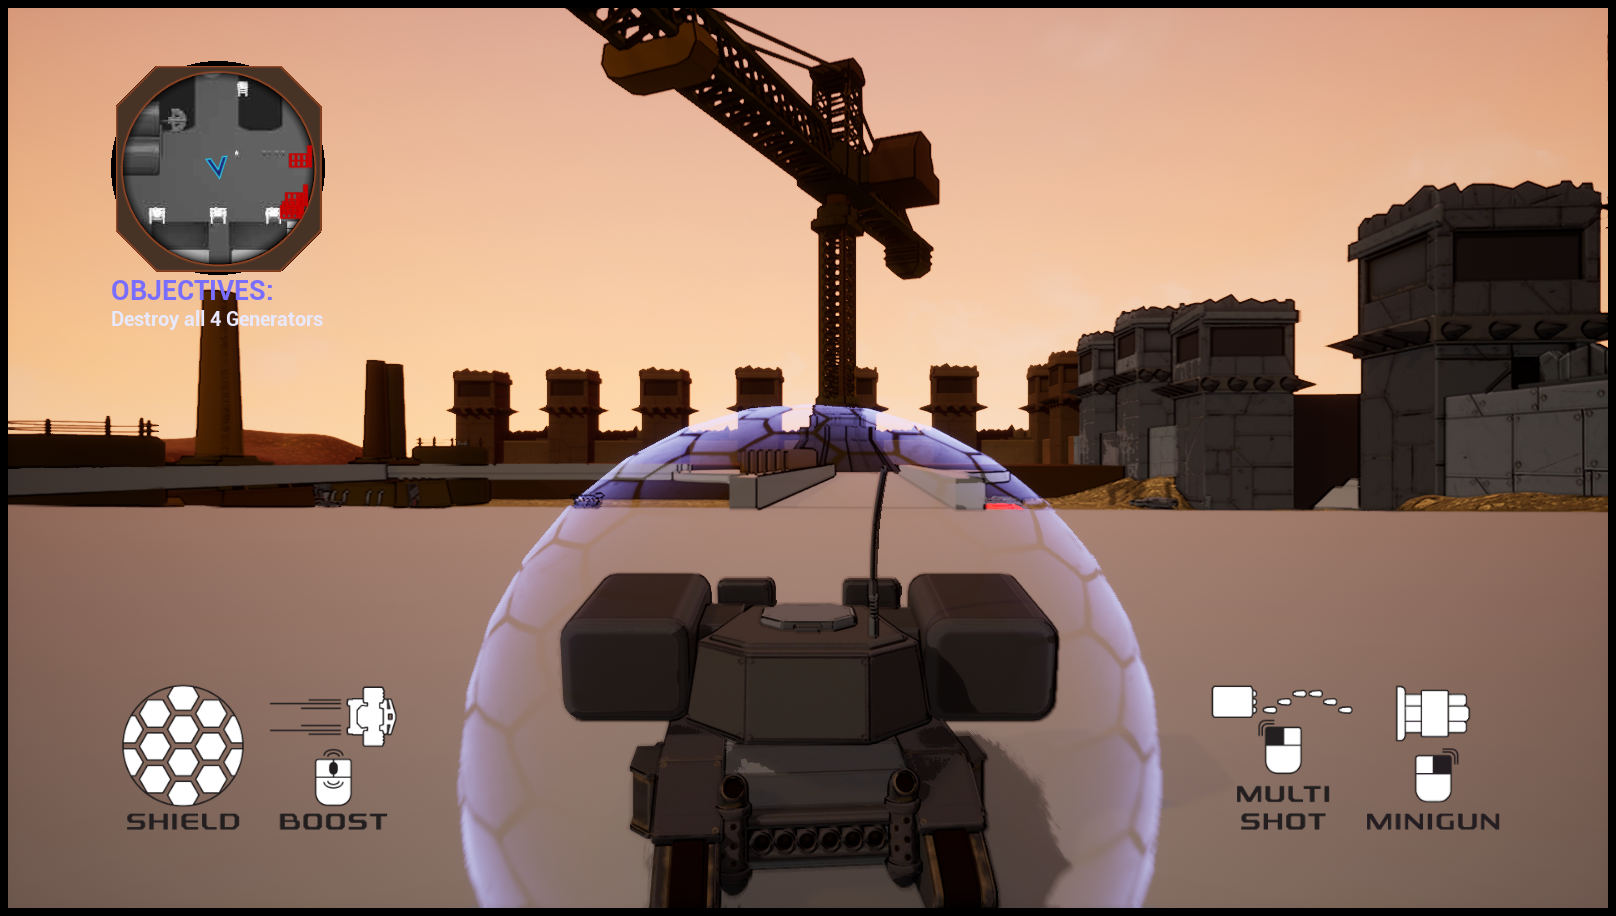 OBJECTIVES:
Destroy all 4 Generators
SHIELD
BOOST
MULTI
SHOT
MINIGUN